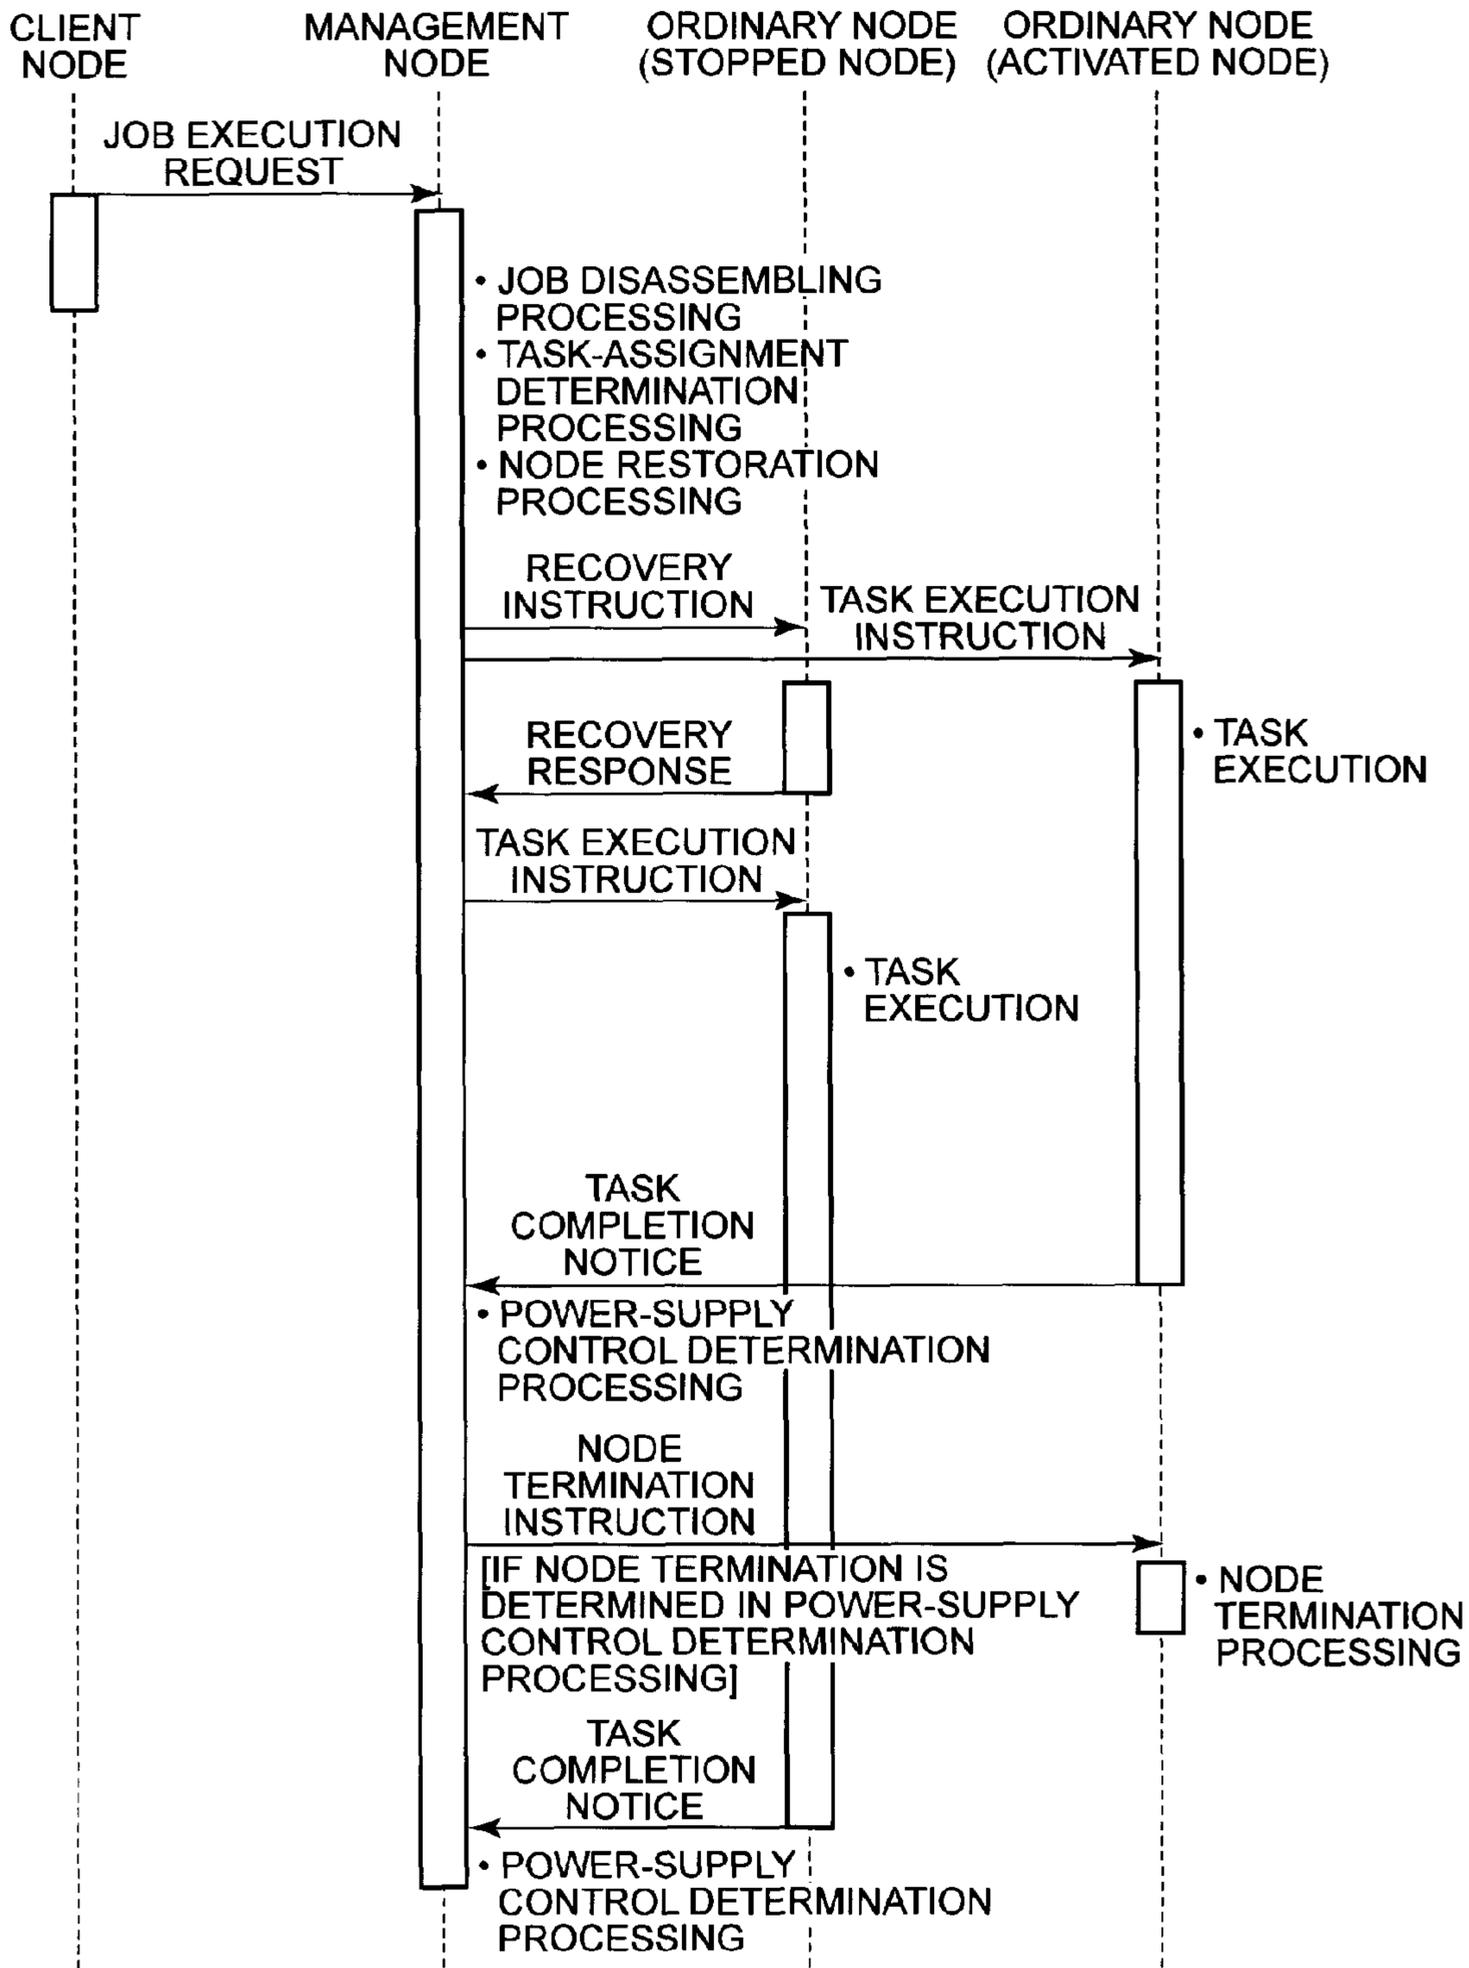 CLIENT
NODE
MANAGEMENT
NODE
ORDINARY NODE
(STOPPED NODE)
ORDINARY NODE
(ACTIVATED NODE)
JOB EXECUTION
REQUEST
• JOB DISASSEMBLING
PROCESSING
• TASK-ASSIGNMENT
DETERMINATION
PROCESSING
• NODE RESTORATION
PROCESSING
RECOVERY
INSTRUCTION
TASK EXECUTION
INSTRUCTION
RECOVERY
RESPONSE
• TASK
EXECUTION
TASK EXECUTION
INSTRUCTION
• TASK
EXECUTION
TASK
COMPLETION
NOTICE
• POWER-SUPPLY
CONTROL DETERMINATION
PROCESSING
NODE
TERMINATION
INSTRUCTION
[IF NODE TERMINATION IS
DETERMINED IN POWER-SUPPLY
CONTROL DETERMINATION
PROCESSING]
• NODE
TERMINATION
PROCESSING
TASK
COMPLETION
NOTICE
• POWER-SUPPLY
CONTROL DETERMINATION
PROCESSING